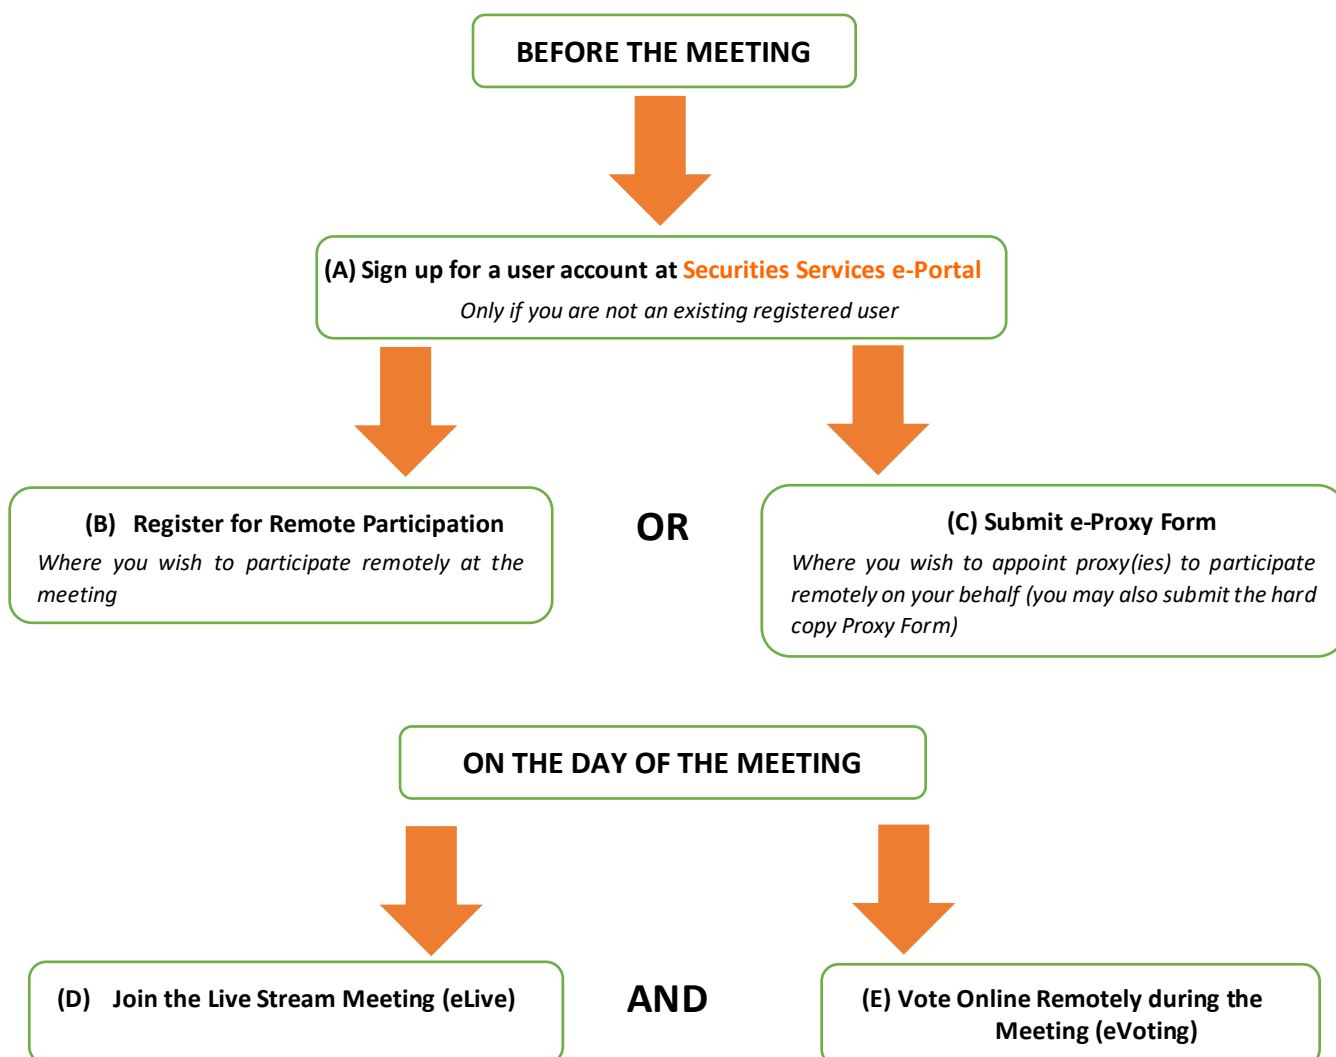 BEFORE THE MEETING
(A) Sign up for a user account at Securities Services e-Portal
Only if you are not an existing registered user
(B) Register for Remote Participation
Where you wish to participate remotely at the
meeting
OR
(C) Submit e-Proxy Form
Where you wish to appoint proxy(ies) to participate
remotely on your behalf (you may also submit the hard
copy Proxy Form)
ON THE DAY OF THE MEETING
(D) Join the Live Stream Meeting (eLive)
AND
(E) Vote Online Remotely during the
Meeting (eVoting)